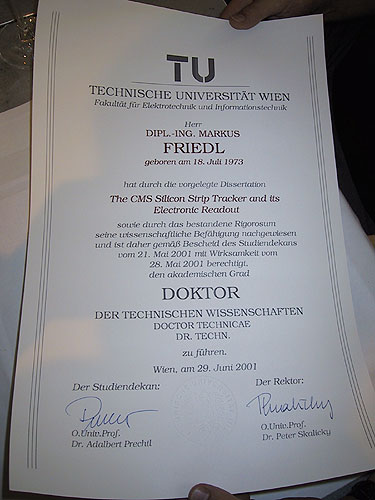 TU
TECHNISCHE UNIVERSITÄT WIEN
Fakultät für Elektrotechnik und Informationstechnik
Herr
DIPL.-ING. MARKUS
FRIEDL
geboren am 18. Juli 1973
hat durch die vorgelegte Dissertation
The CMS Silicon Strip Tracker and its
Electronic Readout
sowie durch das bestandene Rigorosum
seine wissenschaftliche Befähigung nachgewiesen
und ist daher gemäß Bescheid des Studiendekans
vom 21. Mai 2001 mit Wirksamkeit vom
28. Mai 2001 berechtigt,
den akademischen Grad
DOKTOR
DER TECHNISCHEN WISSENSCHAFTEN
DOCTOR TECHNICAE
DR. TECHN.
zu führen.
Wien, am 29. Juni 2001
Der Studiendekan:
O.Univ.Prof.
Dr. Adalbert Prechtl
Der Rektor:
O.Univ.Prof.
Dr. Peter Skalicky